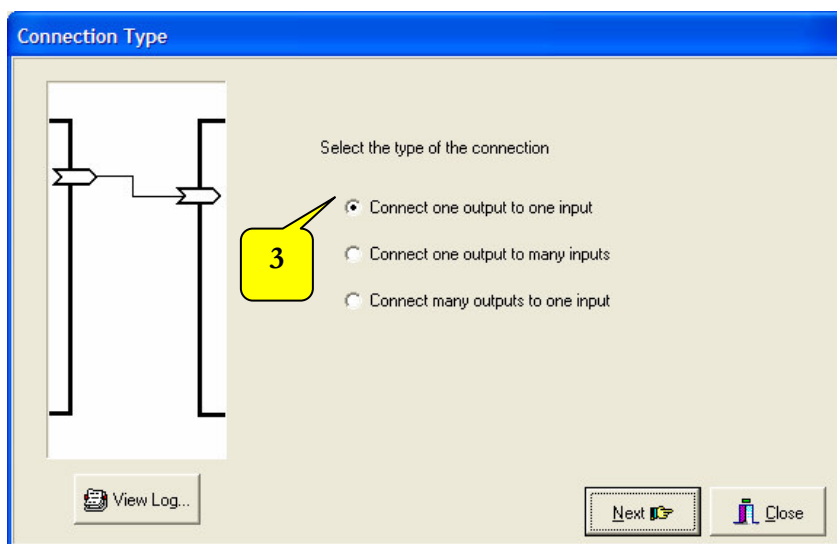 Connection Type
Select the type of the connection
Connect one output to one input
3
Connect one output to many inputs
Connect many outputs to one input
View Log...
Next
Close